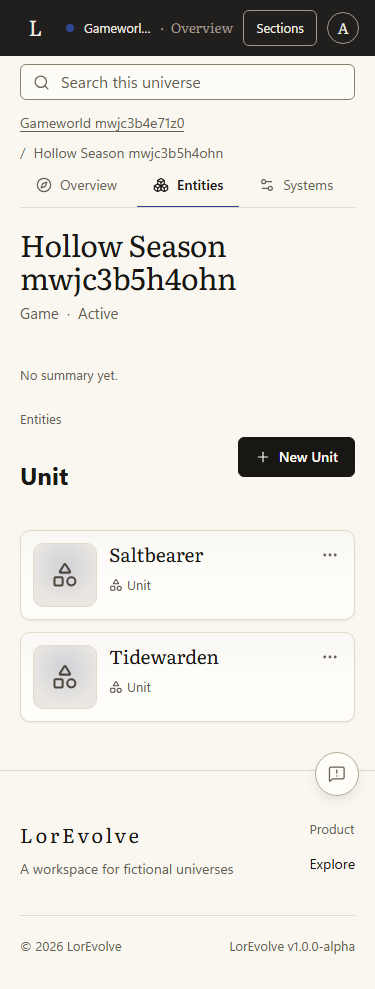 L
Gameworl... · Overview
Sections
A
Search this universe
Gameworld mwjc3b4e71z0
/ Hollow Season mwjc3b5h4ohn
Overview
Entities
Systems
Hollow Season
mwjc3b5h4ohn
Game · Active
No summary yet.
Entities
+ New Unit
Unit
Saltbearer
Unit
Tidewarden
Unit
LorEvolve
A workspace for fictional universes
Product
Explore
© 2026 LorEvolve
LorEvolve v1.0.0-alpha